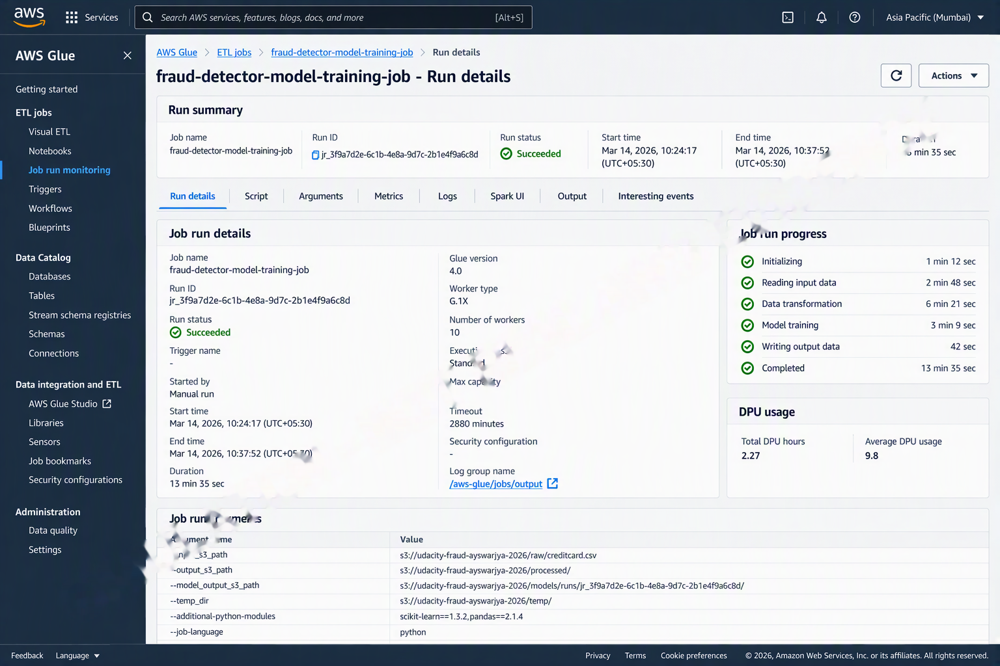 aws
Services
Search AWS services, features, blogs, docs, and more
[Alt+S]
Asia Pacific (Mumbai)
AWS Glue
Getting started
ETL jobs
Visual ETL
Notebooks
Job run monitoring
Triggers
Workflows
Blueprints
Data Catalog
Databases
Tables
Stream schema registries
Schemas
Connections
Data integration and ETL
AWS Glue Studio
Libraries
Sensors
Job bookmarks
Security configurations
Administration
Data quality
Settings
AWS Glue > ETL jobs > fraud-detector-model-training-job > Run details
fraud-detector-model-training-job - Run details
Actions
Run summary
Job name
fraud-detector-model-training-job
Run ID
jr_3f9a7d2e-6c1b-4e8a-9d7c-2b1e4f9a6c8d
Run status
Succeeded
Start time
Mar 14, 2026, 10:24:17
(UTC+05:30)
End time
Mar 14, 2026, 10:37:52
(UTC+05:30)
min 35 sec
Run details
Script
Arguments
Metrics
Logs
Spark UI
Output
Interesting events
Job run details
Job name
fraud-detector-model-training-job
Run ID
jr_3f9a7d2e-6c1b-4e8a-9d7c-2b1e4f9a6c8d
Run status
Succeeded
Trigger name
-
Started by
Manual run
Start time
Mar 14, 2026, 10:24:17 (UTC+05:30)
End time
Mar 14, 2026, 10:37:52 (UTC+05:30)
Duration
13 min 35 sec
Glue version
4.0
Worker type
G.1X
Number of workers
10
Standard
Max capacity
Timeout
2880 minutes
Security configuration
-
Log group name
/aws-glue/jobs/output
Job run progress
Initializing 1 min 12 sec
Reading input data 2 min 48 sec
Data transformation 6 min 21 sec
Model training 3 min 9 sec
Writing output data 42 sec
Completed 13 min 35 sec
DPU usage
Total DPU hours
2.27
Average DPU usage
9.8
Job run
Value
s3://udacity-fraud-ayswarjya-2026/raw/creditcard.csv
--output_s3_path s3://udacity-fraud-ayswarjya-2026/processed/
--model_output_s3_path s3://udacity-fraud-ayswarjya-2026/models/runs/jr_3f9a7d2e-6c1b-4e8a-9d7c-2b1e4f9a6c8d/
--temp_dir s3://udacity-fraud-ayswarjya-2026/temp/
--additional-python-modules scikit-learn==1.3.2,pandas==2.1.4
--job-language python
Feedback
Language
Privacy
Terms
Cookie preferences
© 2026, Amazon Web Services, Inc. or its affiliates. All rights reserved.